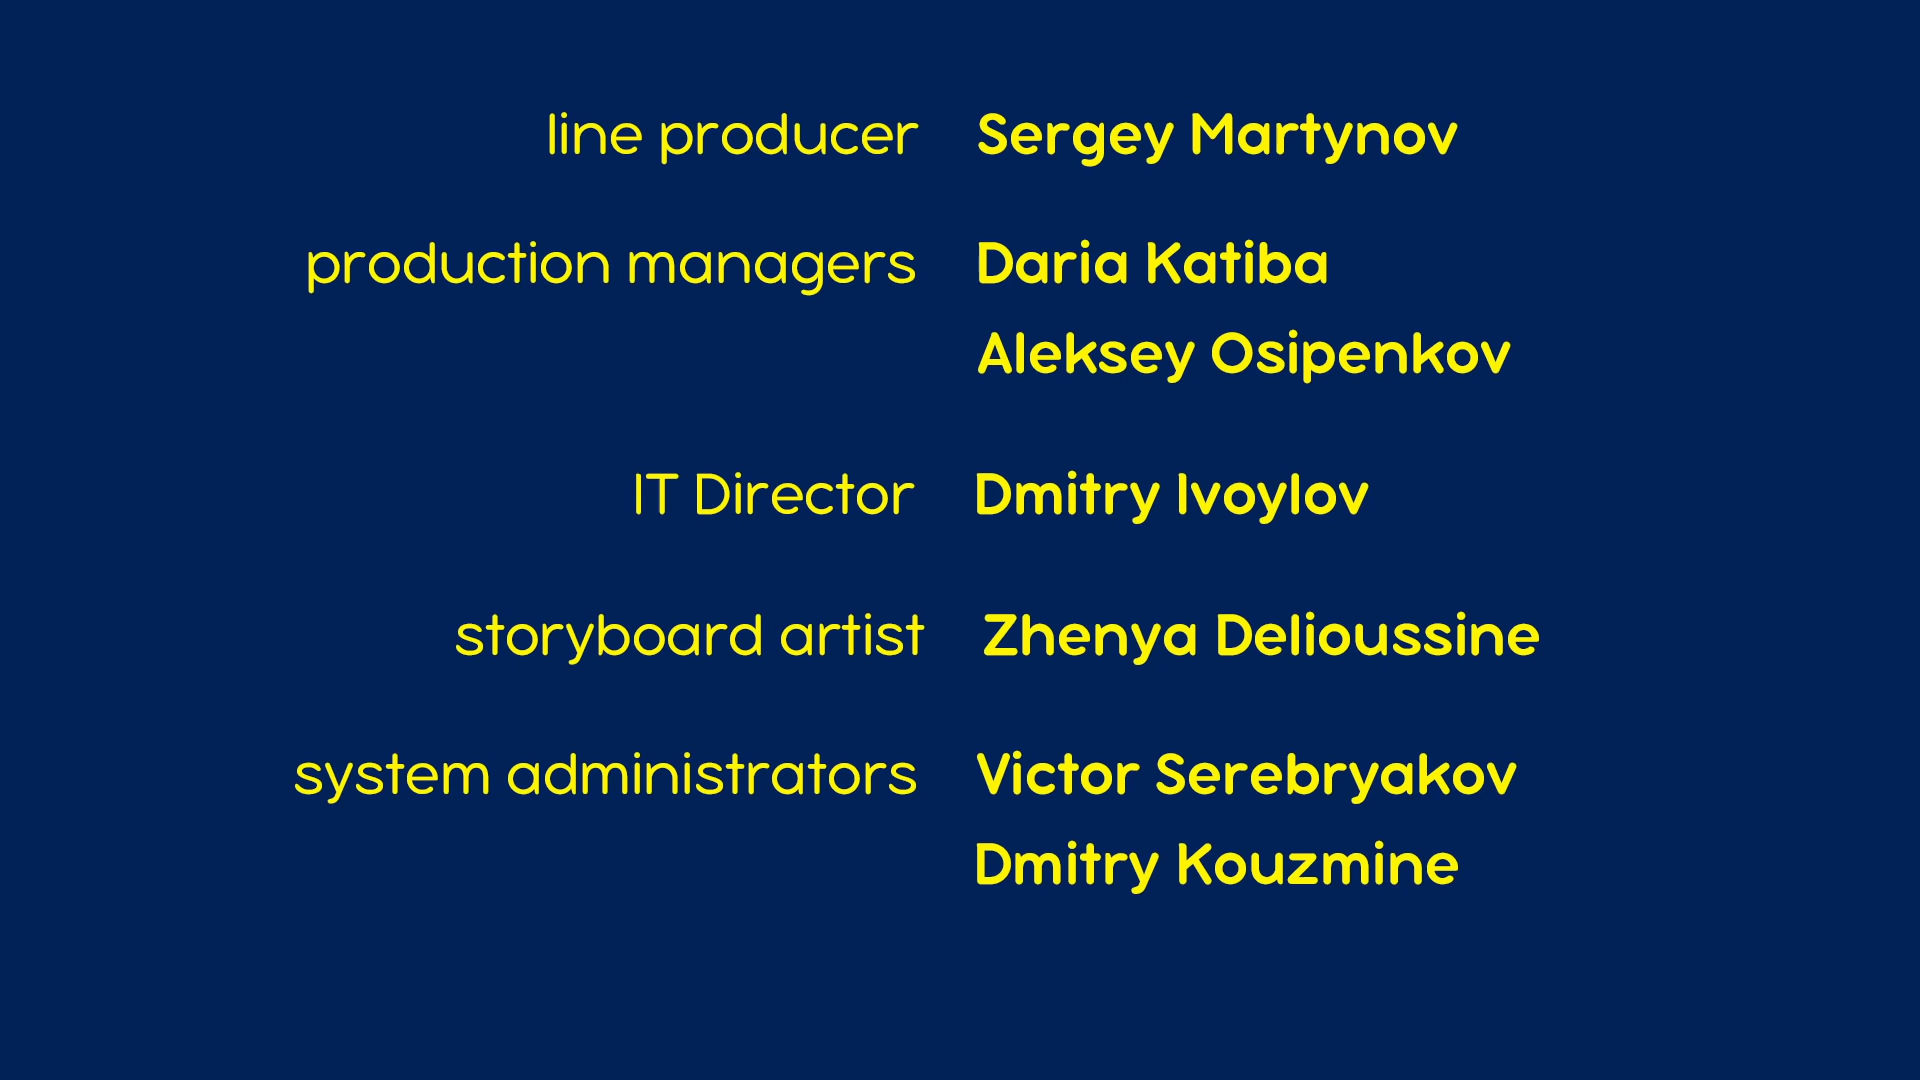 line producer Sergey Martynov
production managers Daria Katiba
Aleksey Osipenkov
IT Director Dmitry Ivoylov
storyboard artist Zhenya Delioussine
system administrators Victor Serebryakov
Dmitry Kouzmine